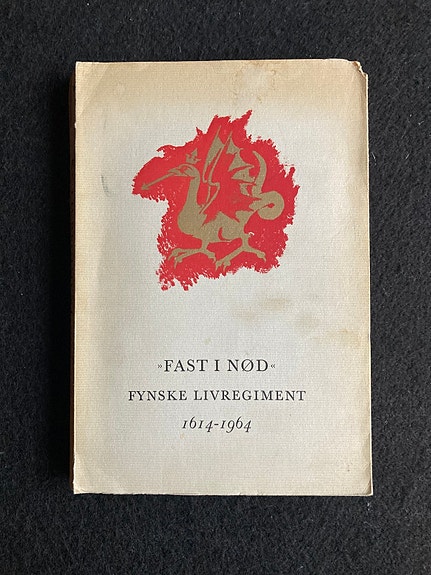 »FAST I NØD«
FYNSKE LIVREGIMENT
1614-1964